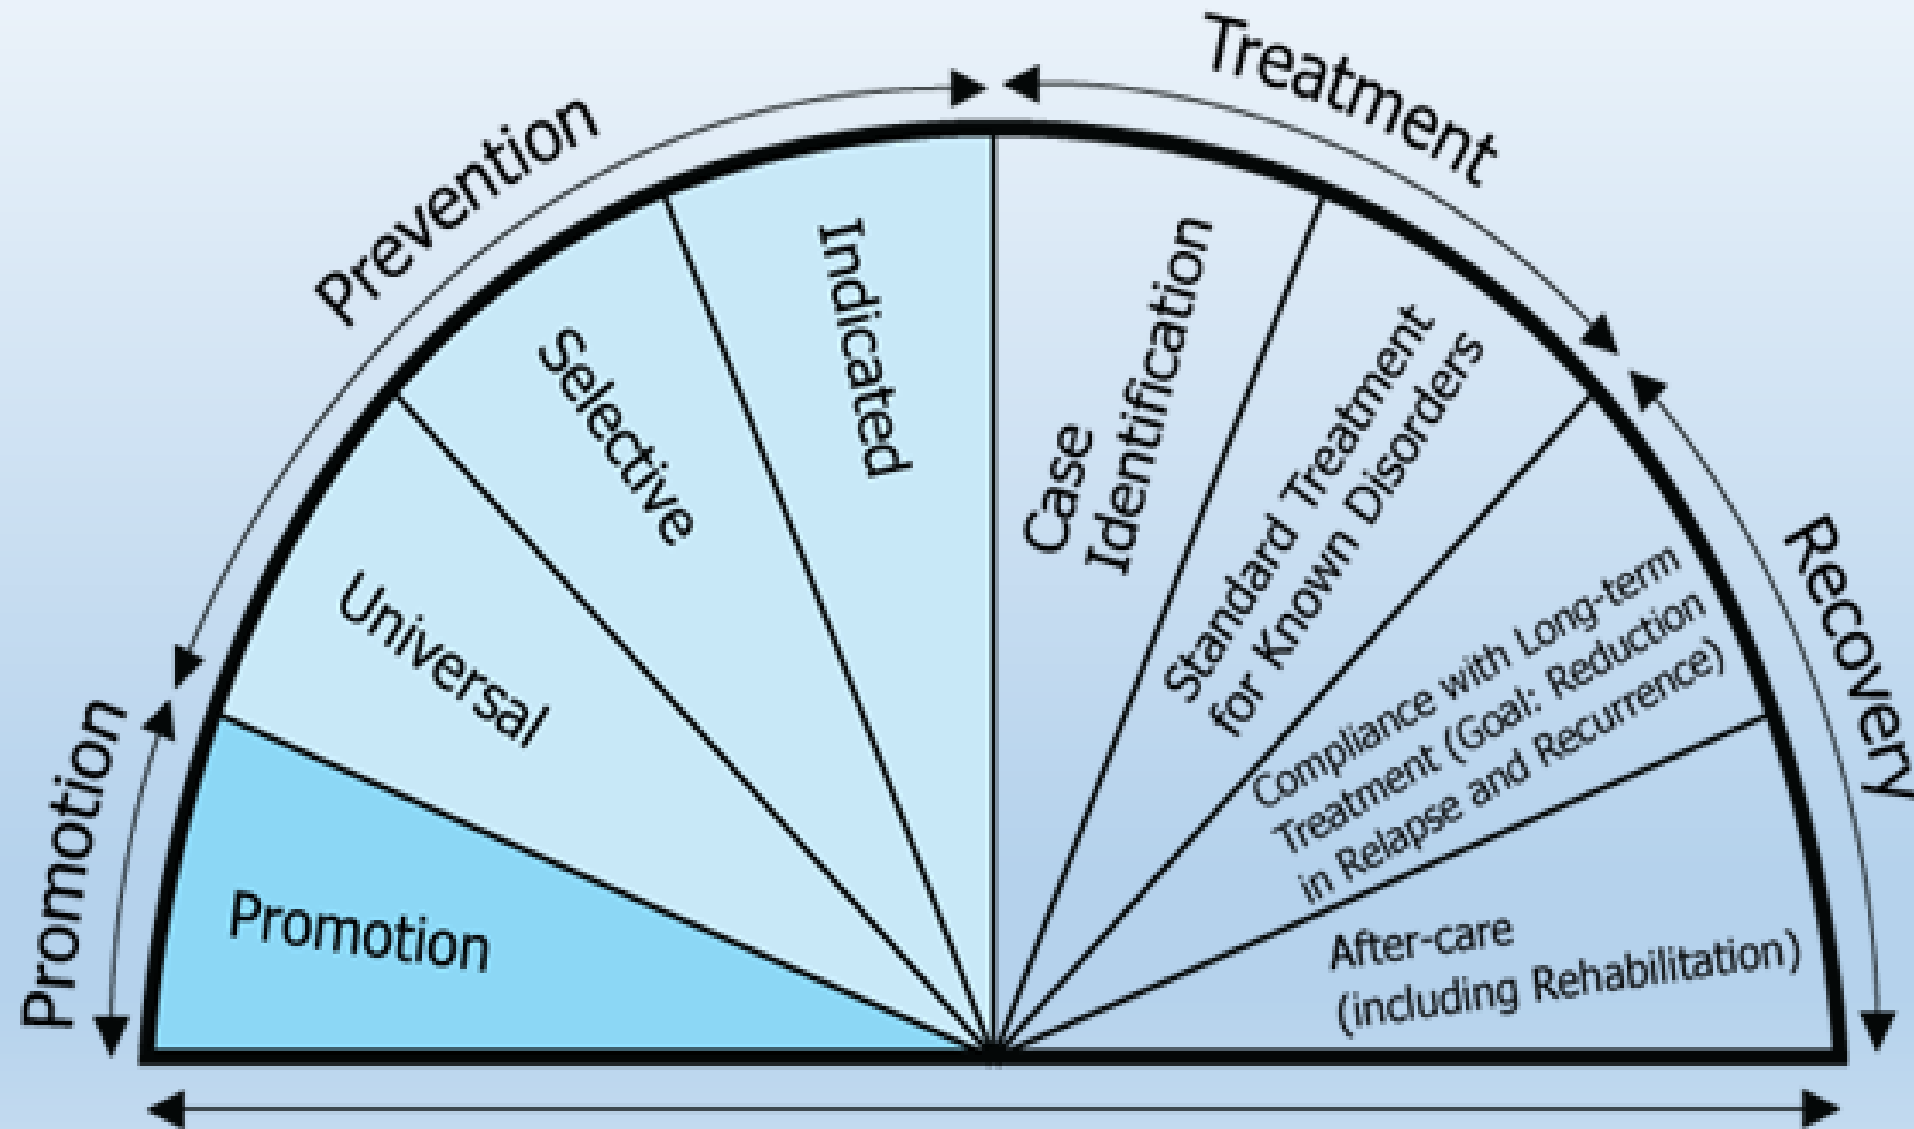 Promotion
Prevention
Treatment
Recovery
Promotion
Universal
Selective
Indicated
Case
Identification
Standard Treatment
for Known Disorders
Compliance with Long-term
Treatment (Goal: Reduction
in Relapse and Recurrence)
After-care
(including Rehabilitation)